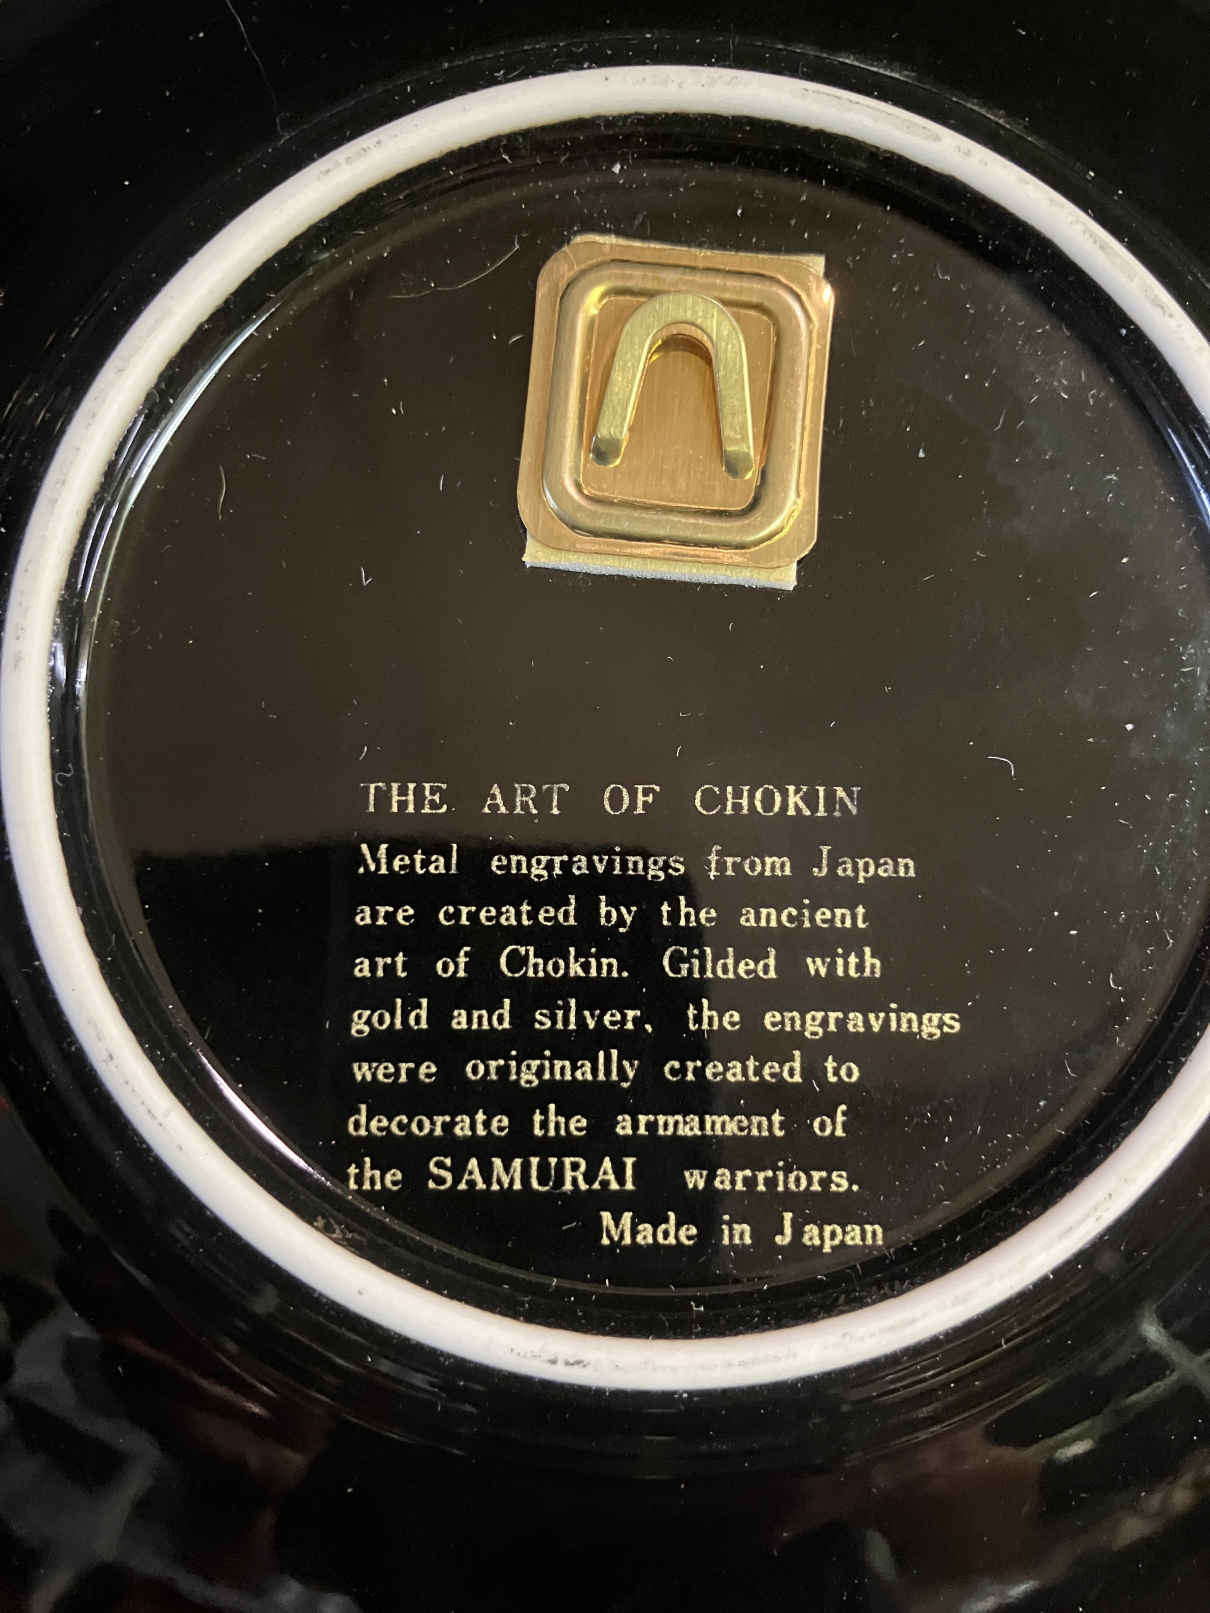 THE ART OF CHOKIN
Metal engravings from Japan
are created by the ancient
art of Chokin. Gilded with
gold and silver, the engravings
were originally created to
decorate the armament of
the SAMURAI warriors.
Made in Japan